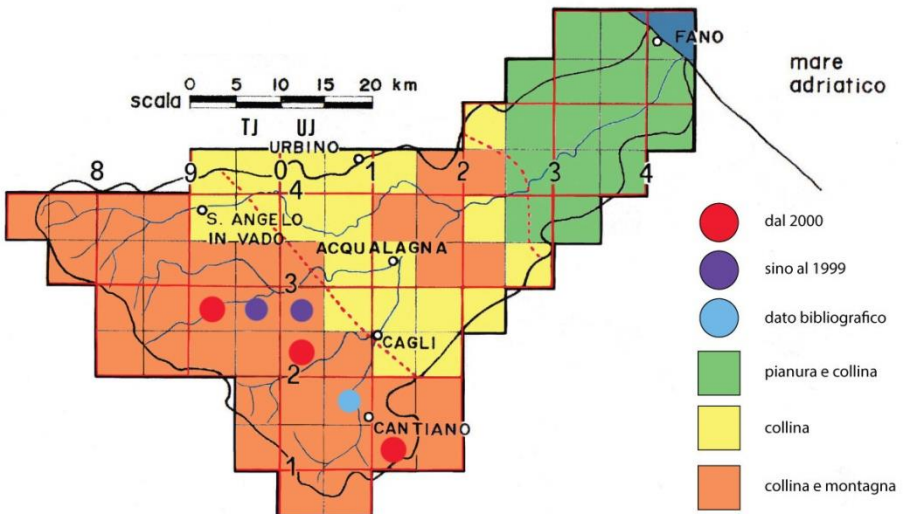 FANO
mare
adriatico
0 5 10 15 20 km
scala
TJ UJ
URBINO
8 9 0 1 2 3 4
4
S. ANGELO
IN VADO
ACQUALAGNA
3
CAGLI
2
CANTIANO
1
dal 2000
sino al 1999
dato bibliografico
pianura e collina
collina
collina e montagna